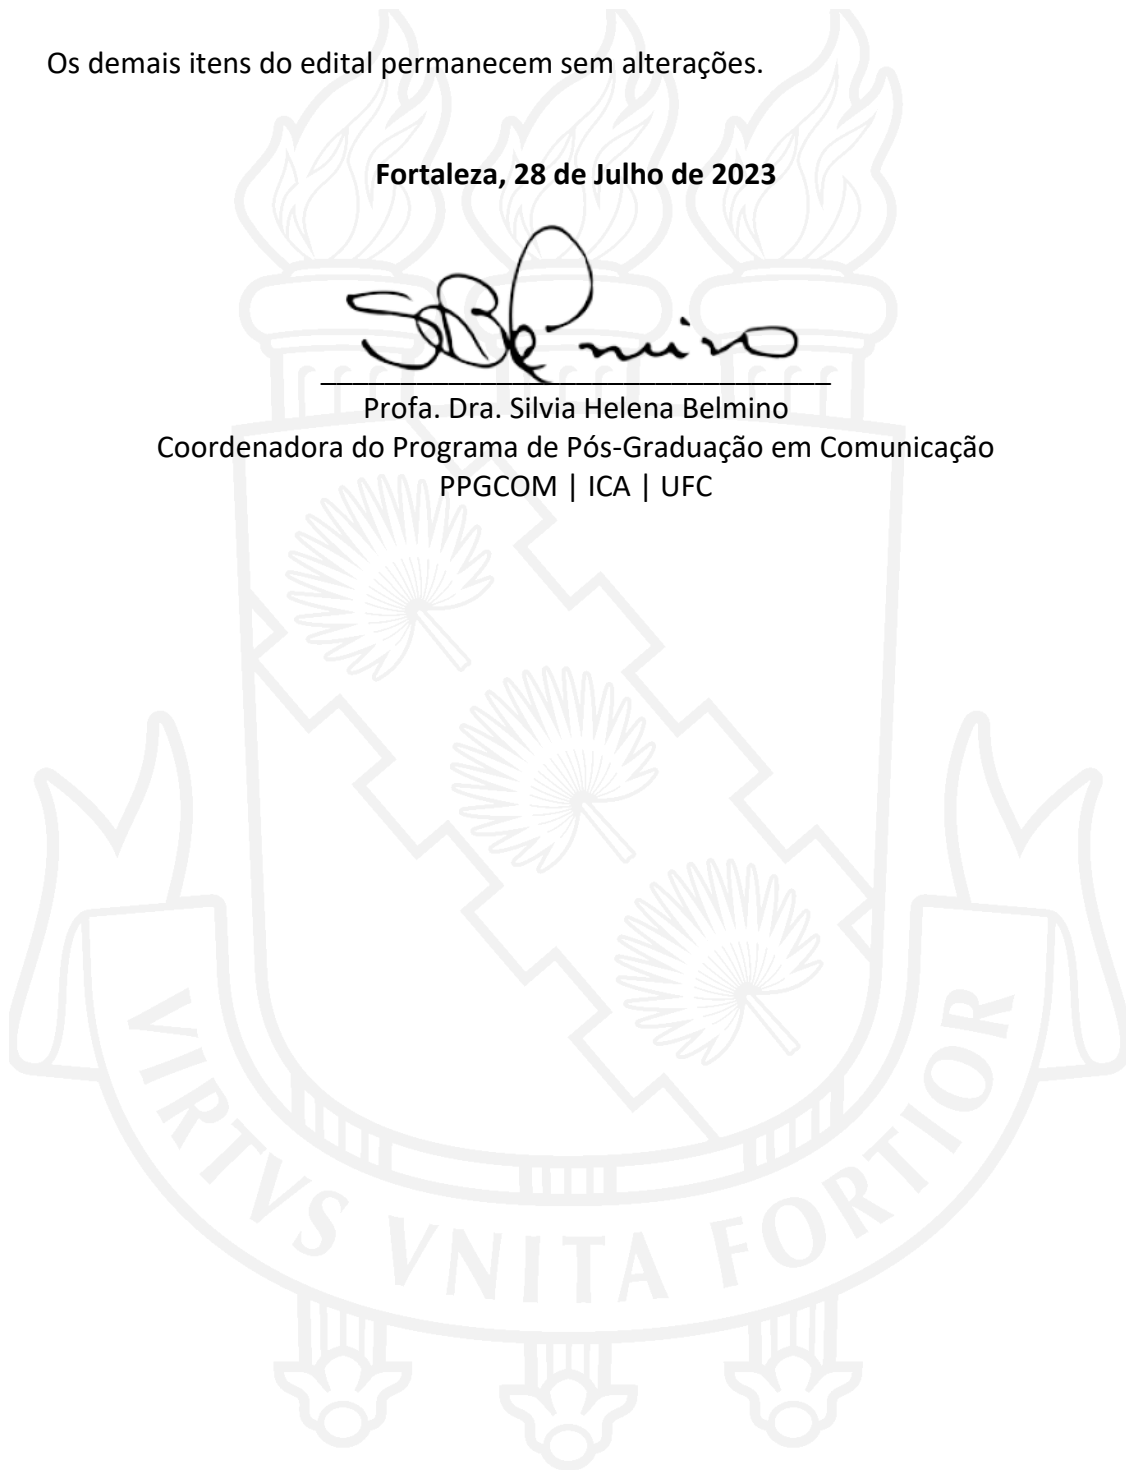 Os demais itens do edital permanecem sem alterações.
Fortaleza, 28 de Julho de 2023
SBelmino
Profa. Dra. Silvia Helena Belmino
Coordenadora do Programa de Pós-Graduação em Comunicação
PPGCOM | ICA | UFC
VIRTVS VNITA FORTIOR